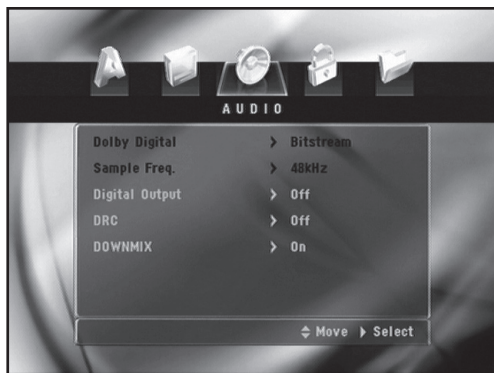 A
AUDIO
Dolby Digital > Bitstream
Sample Freq. > 48kHz
Digital Output > Off
DRC > Off
DOWNMIX > On
Move Select